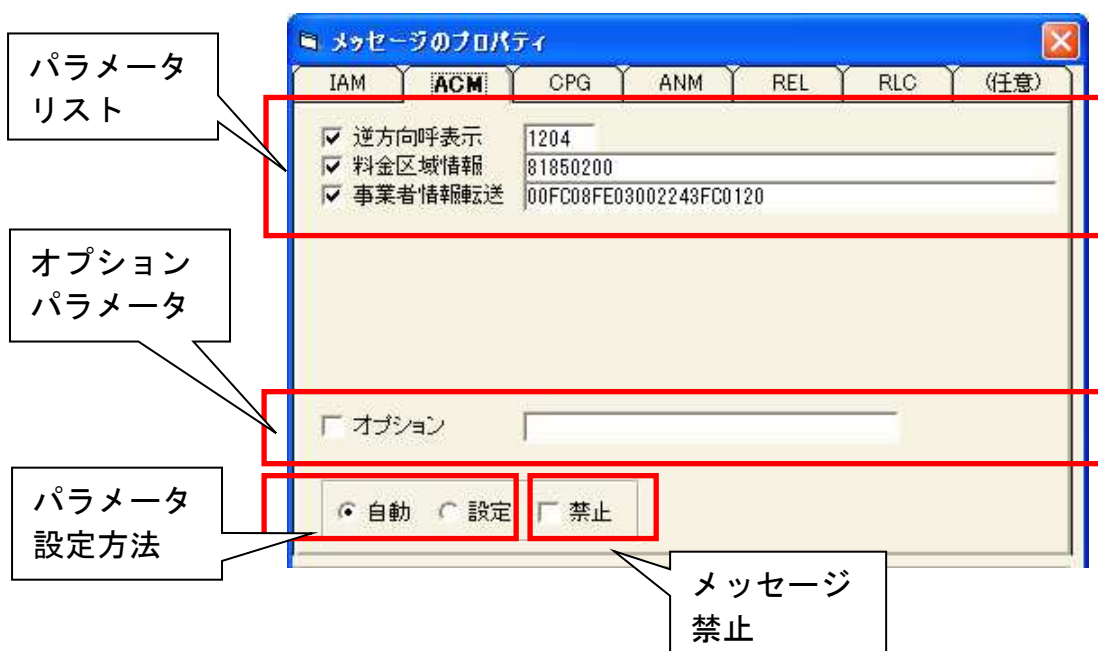 メッセージのプロパティ
パラメータ
リスト
IAM ACM CPG ANM REL RLC (任意)
逆方向呼表示 1204
料金区域情報 81850200
事業者情報転送 00FC08FE03002243FC0120
オプション
パラメータ
オプション
パラメータ
設定方法
自動 設定 禁止
メッセージ
禁止